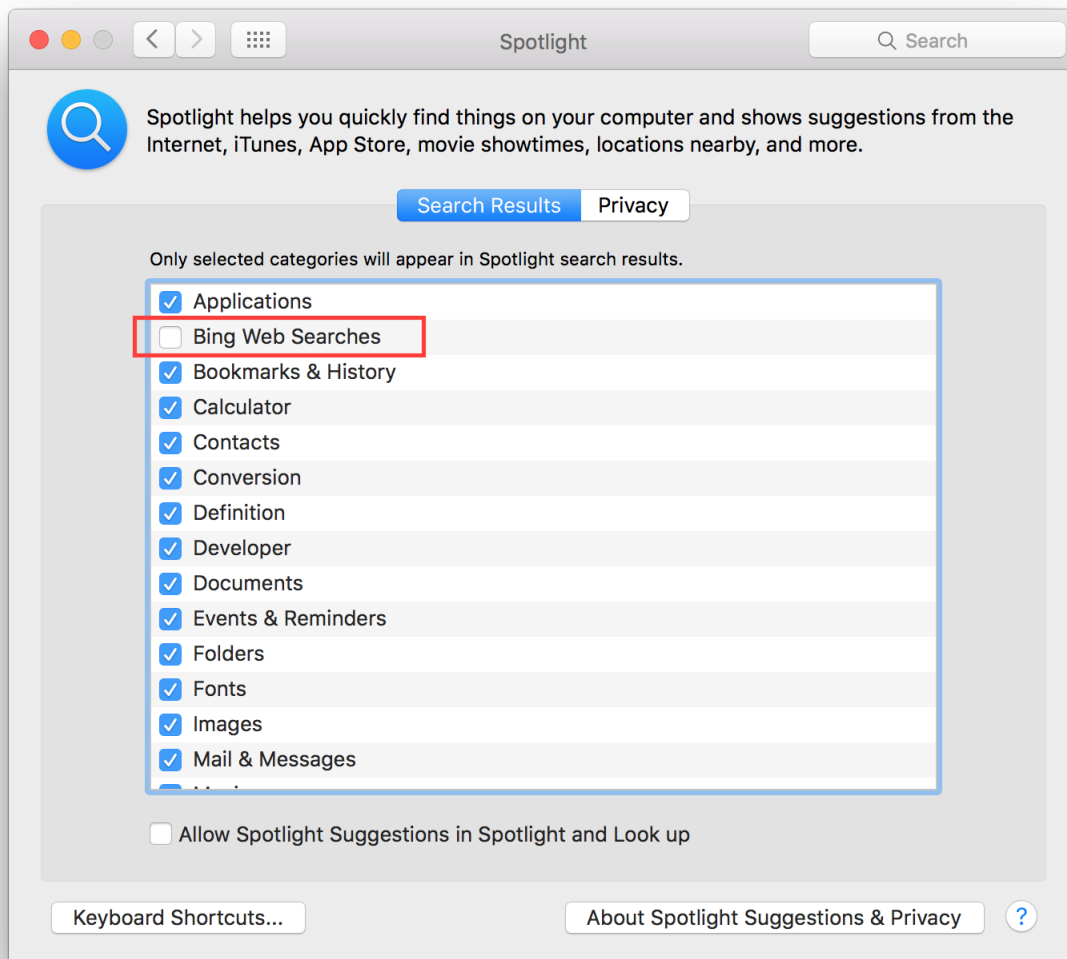 Spotlight
Search
Spotlight helps you quickly find things on your computer and shows suggestions from the
Internet, iTunes, App Store, movie showtimes, locations nearby, and more.
Search Results
Privacy
Only selected categories will appear in Spotlight search results.
Applications
Bing Web Searches
Bookmarks & History
Calculator
Contacts
Conversion
Definition
Developer
Documents
Events & Reminders
Folders
Fonts
Images
Mail & Messages
Allow Spotlight Suggestions in Spotlight and Look up
Keyboard Shortcuts...
About Spotlight Suggestions & Privacy
?